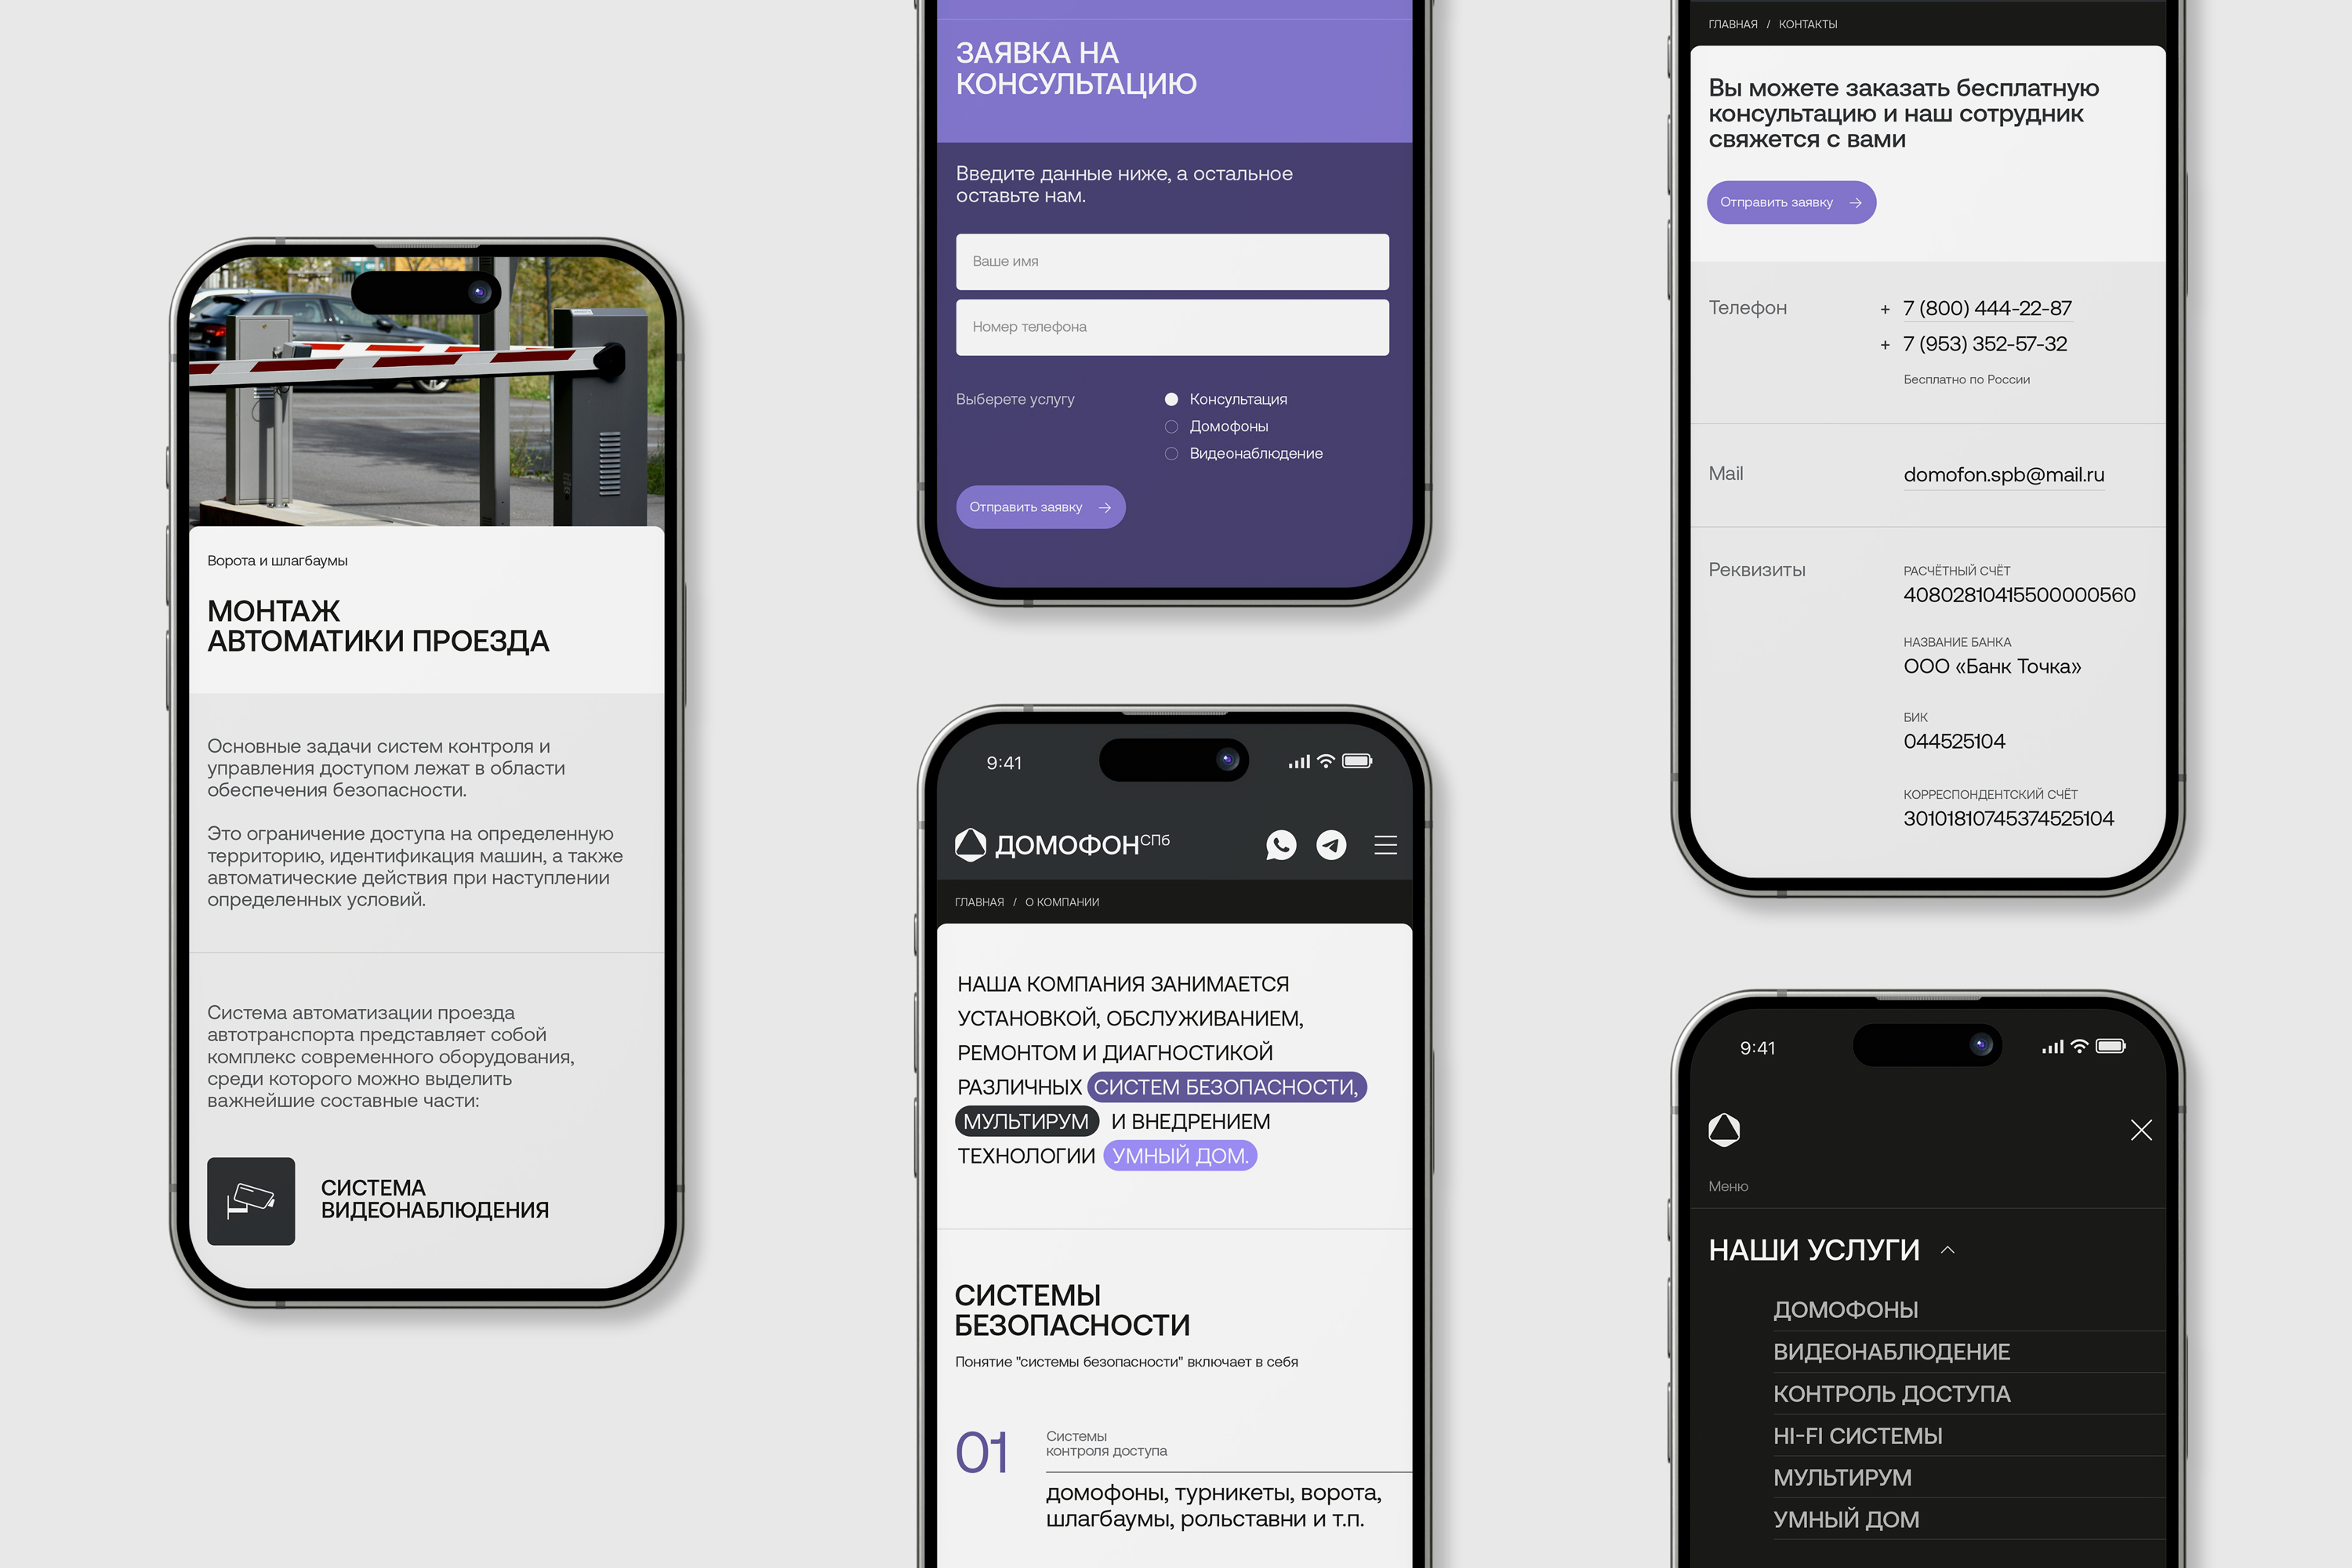 Ворота и шлагбаумы
МОНТАЖ
АВТОМАТИКИ ПРОЕЗДА
Основные задачи систем контроля и
управления доступом лежат в области
обеспечения безопасности.
Это ограничение доступа на определенную
территорию, идентификация машин, а также
автоматические действия при наступлении
определенных условий.
Система автоматизации проезда
автотранспорта представляет собой
комплекс современного оборудования,
среди которого можно выделить
важнейшие составные части:
СИСТЕМА
ВИДЕОНАБЛЮДЕНИЯ
ЗАЯВКА НА
КОНСУЛЬТАЦИЮ
Введите данные ниже, а остальное
оставьте нам.
Ваше имя
Номер телефона
Выберете услугу
Консультация
Домофоны
Видеонаблюдение
Отправить заявку
9:41
ДОМОФОН СПб
ГЛАВНАЯ / О КОМПАНИИ
НАША КОМПАНИЯ ЗАНИМАЕТСЯ
УСТАНОВКОЙ, ОБСЛУЖИВАНИЕМ,
РЕМОНТОМ И ДИАГНОСТИКОЙ
РАЗЛИЧНЫХ СИСТЕМ БЕЗОПАСНОСТИ,
МУЛЬТИРУМ И ВНЕДРЕНИЕМ
ТЕХНОЛОГИИ УМНЫЙ ДОМ.
СИСТЕМЫ
БЕЗОПАСНОСТИ
Понятие "системы безопасности" включает в себя
01
Системы
контроля доступа
домофоны, турникеты, ворота,
шлагбаумы, рольставни и т.п.
ГЛАВНАЯ / КОНТАКТЫ
Вы можете заказать бесплатную
консультацию и наш сотрудник
свяжется с вами
Отправить заявку
Телефон
+ 7 (800) 444-22-87
+ 7 (953) 352-57-32
Бесплатно по России
Mail
domofon.spb@mail.ru
Реквизиты
РАСЧЁТНЫЙ СЧЁТ
40802810415500000560
НАЗВАНИЕ БАНКА
ООО «Банк Точка»
БИК
044525104
КОРРЕСПОНДЕНТСКИЙ СЧЁТ
30101810745374525104
9:41
Меню
НАШИ УСЛУГИ
ДОМОФОНЫ
ВИДЕОНАБЛЮДЕНИЕ
КОНТРОЛЬ ДОСТУПА
HI-FI СИСТЕМЫ
МУЛЬТИРУМ
УМНЫЙ ДОМ